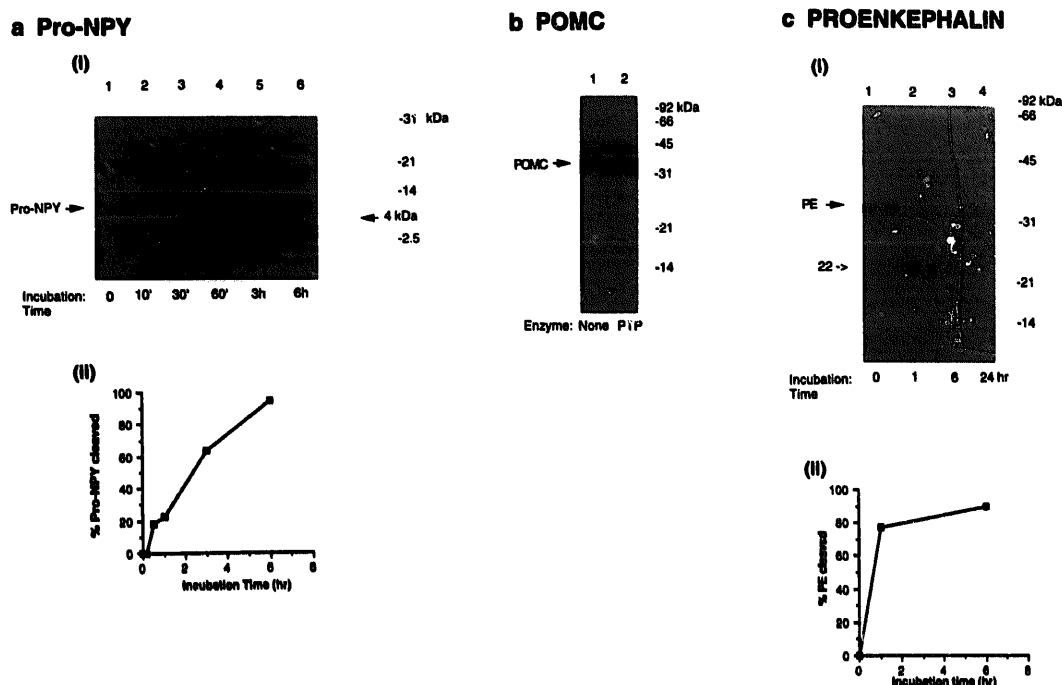 a Pro-NPY
(i)
1 2 3 4 5 6
-31 kDa
-21
-14
Pro-NPY
4 kDa
-2.5
Incubation: 0 10' 30' 60' 3h 6h
Time
(ii)
% Pro-NPY cleaved
100
80
60
40
20
0
0 2 4 6 8
Incubation Time (hr)
b POMC
1 2
-92 kDa
-66
-45
POMC
-31
-21
-14
Enzyme: None PTP
c PROENKEPHALIN
(i)
1 2 3 4
-92 kDa
-66
-45
PE
-31
22 ->
-21
-14
Incubation: 0 1 6 24 hr
Time
(ii)
% PE cleaved
100
80
60
40
20
0
0 2 4 6 8
Incubation time (hr)